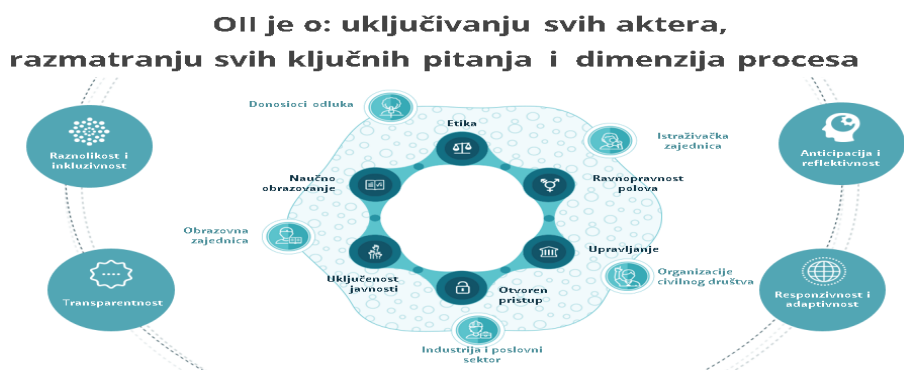 OII je o: uključivanju svih aktera,
razmatranju svih ključnih pitanja i dimenzija procesa
Donosioci odluka
Etika
Raznolikost i
inkluzivnost
Istraživačka
zajednica
Anticipacija i
reflektivnost
Naučno
obrazovanje
Ravnopravnost
polova
Obrazovna
zajednica
Upravljanje
Uključenost
javnosti
Otvoren
pristup
Organizacije
civilnog društva
Transparentnost
Responzivnost i
adaptivnost
Industrija i poslovni
sektor